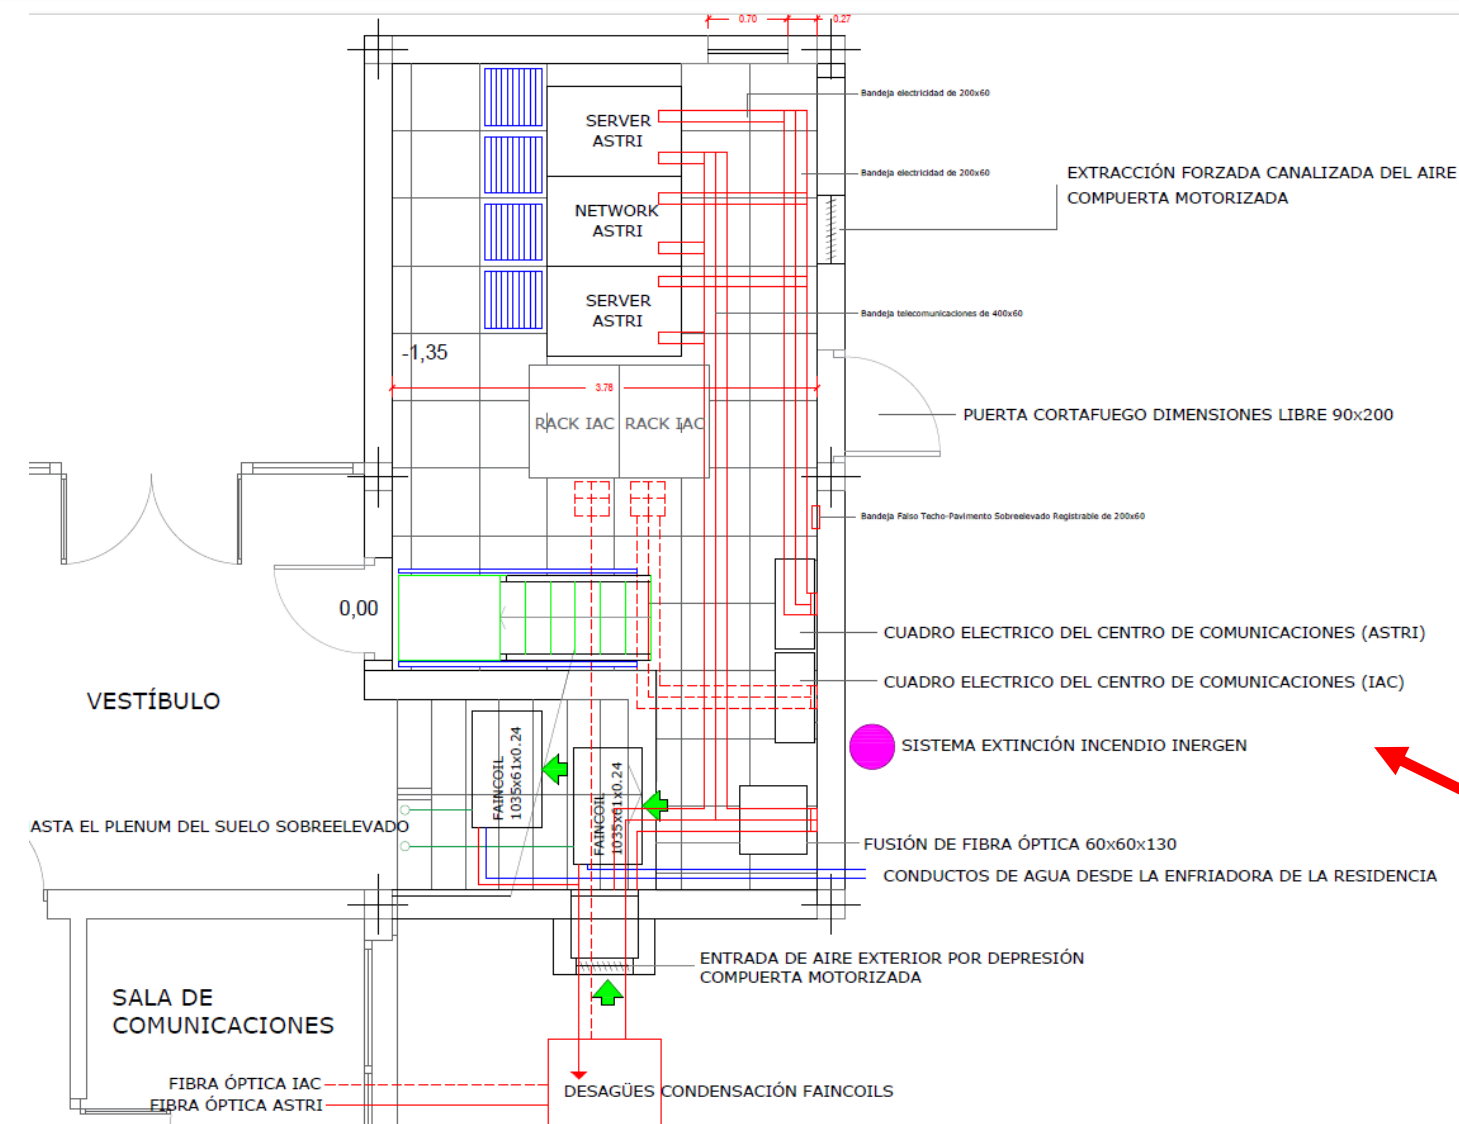 0.70
0.27
Bandeja electricidad de 200x60
SERVER
ASTRI
Bandeja electricidad de 200x60
EXTRACCIÓN FORZADA CANALIZADA DEL AIRE
COMPUERTA MOTORIZADA
NETWORK
ASTRI
SERVER
ASTRI
Bandeja telecomunicaciones de 400x60
-1,35
3.78
RACK IAC
RACK IAC
PUERTA CORTAFUEGO DIMENSIONES LIBRE 90x200
Bandeja Falso Techo-Pavimento Sobreelevado Registrable de 200x60
0,00
CUADRO ELECTRICO DEL CENTRO DE COMUNICACIONES (ASTRI)
CUADRO ELECTRICO DEL CENTRO DE COMUNICACIONES (IAC)
VESTÍBULO
SISTEMA EXTINCIÓN INCENDIO INERGEN
FAINCOIL
1035x61x0.24
FAINCOIL
1035x61x0.24
ASTA EL PLENUM DEL SUELO SOBREELEVADO
FUSIÓN DE FIBRA ÓPTICA 60x60x130
CONDUCTOS DE AGUA DESDE LA ENFRIADORA DE LA RESIDENCIA
ENTRADA DE AIRE EXTERIOR POR DEPRESIÓN
COMPUERTA MOTORIZADA
SALA DE
COMUNICACIONES
FIBRA ÓPTICA IAC
FIBRA ÓPTICA ASTRI
DESAGÜES CONDENSACIÓN FAINCOILS